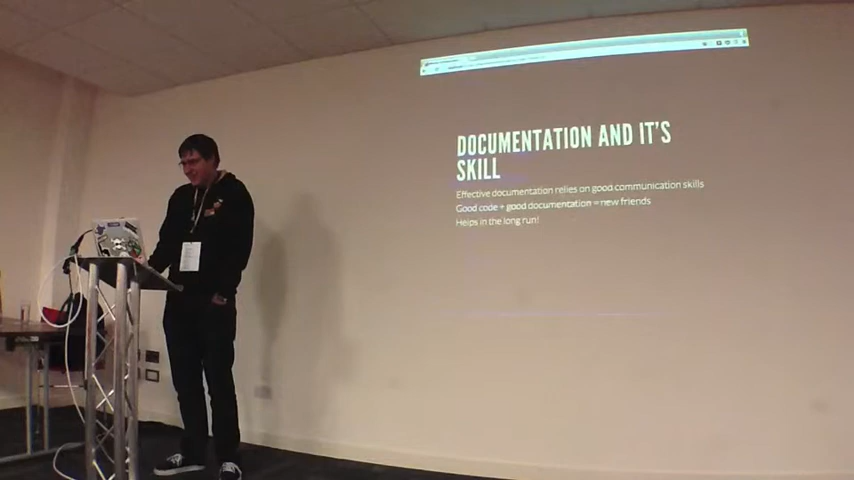 DOCUMENTATION AND IT'S
SKILL
Effective documentation relies on good communication skills
Good code + good documentation = new friends
Helps in the long run!